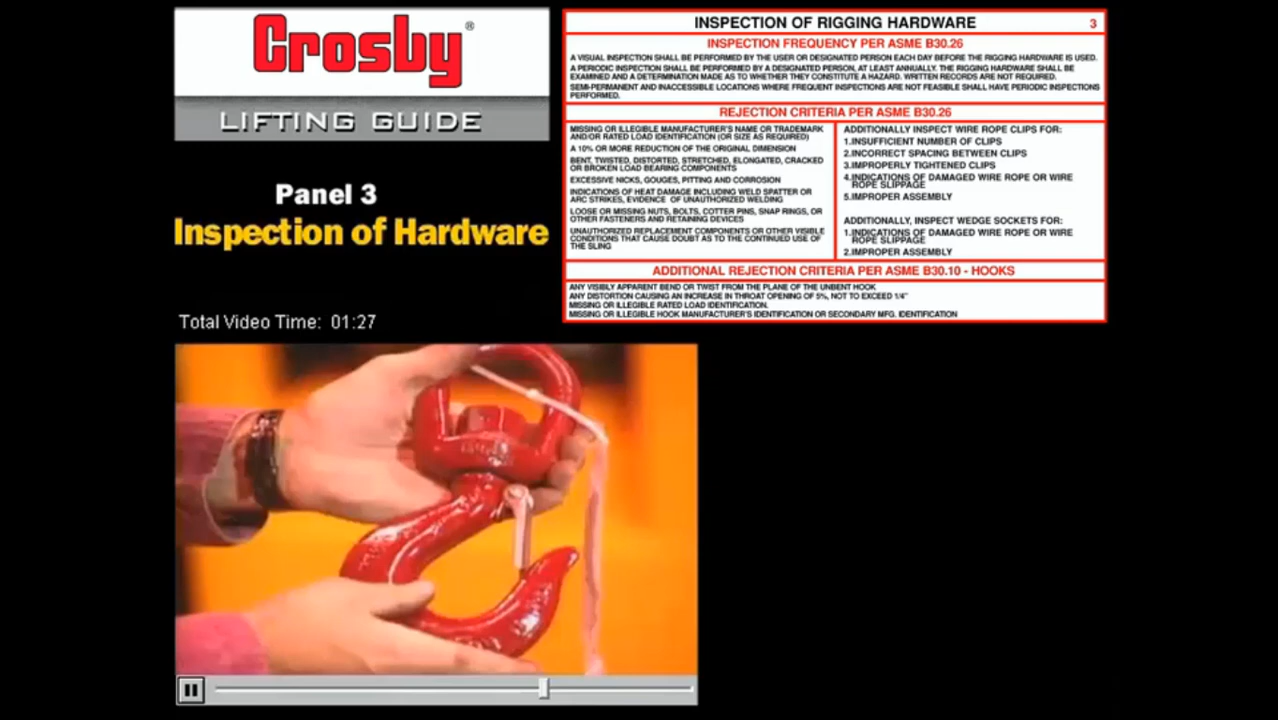 Crosby®
LIFTING GUIDE
Panel 3
Inspection of Hardware
Total Video Time: 01:27
INSPECTION OF RIGGING HARDWARE 3
INSPECTION FREQUENCY PER ASME B30.26
A VISUAL INSPECTION SHALL BE PERFORMED BY THE USER OR DESIGNATED PERSON EACH DAY BEFORE THE RIGGING HARDWARE IS USED.
A PERIODIC INSPECTION SHALL BE PERFORMED BY A DESIGNATED PERSON, AT LEAST ANNUALLY. THE RIGGING HARDWARE SHALL BE
EXAMINED AND A DETERMINATION MADE AS TO WHETHER THEY CONSTITUTE A HAZARD. WRITTEN RECORDS ARE NOT REQUIRED.
SEMI-PERMANENT AND INACCESSIBLE LOCATIONS WHERE FREQUENT INSPECTIONS ARE NOT FEASIBLE SHALL HAVE PERIODIC INSPECTIONS
PERFORMED.
REJECTION CRITERIA PER ASME B30.26
MISSING OR ILLEGIBLE MANUFACTURER'S NAME OR TRADEMARK
AND/OR RATED LOAD IDENTIFICATION (OR SIZE AS REQUIRED)
A 10% OR MORE REDUCTION OF THE ORIGINAL DIMENSION
BENT, TWISTED, DISTORTED, STRETCHED, ELONGATED, CRACKED
OR BROKEN LOAD BEARING COMPONENTS
EXCESSIVE NICKS, GOUGES, PITTING AND CORROSION
INDICATIONS OF HEAT DAMAGE INCLUDING WELD SPATTER OR
ARC STRIKES, EVIDENCE OF UNAUTHORIZED WELDING
LOOSE OR MISSING NUTS, BOLTS, COTTER PINS, SNAP RINGS, OR
OTHER FASTENERS AND RETAINING DEVICES
UNAUTHORIZED REPLACEMENT COMPONENTS OR OTHER VISIBLE
CONDITIONS THAT CAUSE DOUBT AS TO THE CONTINUED USE OF
THE SLING
ADDITIONALLY INSPECT WIRE ROPE CLIPS FOR:
1.INSUFFICIENT NUMBER OF CLIPS
2.INCORRECT SPACING BETWEEN CLIPS
3.IMPROPERLY TIGHTENED CLIPS
4.INDICATIONS OF DAMAGED WIRE ROPE OR WIRE
ROPE SLIPPAGE
5.IMPROPER ASSEMBLY
ADDITIONALLY, INSPECT WEDGE SOCKETS FOR:
1.INDICATIONS OF DAMAGED WIRE ROPE OR WIRE
ROPE SLIPPAGE
2.IMPROPER ASSEMBLY
ADDITIONAL REJECTION CRITERIA PER ASME B30.10 - HOOKS
ANY VISIBLY APPARENT BEND OR TWIST FROM THE PLANE OF THE UNBENT HOOK
ANY DISTORTION CAUSING AN INCREASE IN THROAT OPENING OF 5%, NOT TO EXCEED 1/4"
MISSING OR ILLEGIBLE RATED LOAD IDENTIFICATION.
MISSING OR ILLEGIBLE HOOK MANUFACTURER'S IDENTIFICATION OR SECONDARY MFG. IDENTIFICATION